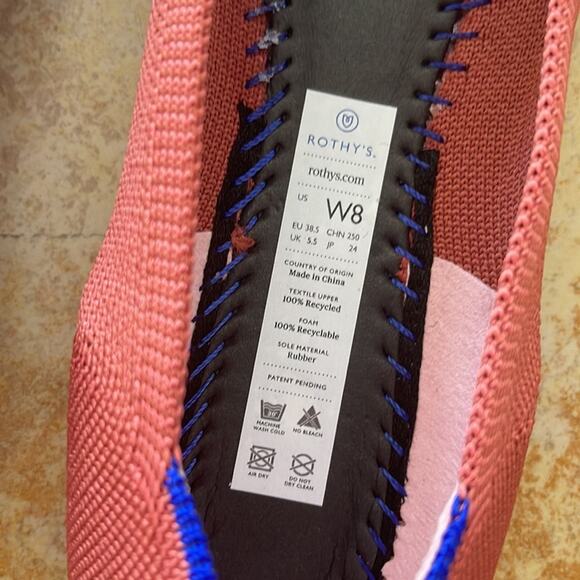 ROTHY'S.
rothys.com
US W8
EU 38.5 CHN 250
UK 5.5 JP 24
COUNTRY OF ORIGIN
Made in China
TEXTILE UPPER
100% Recycled
FOAM
100% Recyclable
SOLE MATERIAL
Rubber
PATENT PENDING
30°
MACHINE WASH COLD
NO BLEACH
AIR DRY
DO NOT DRY CLEAN